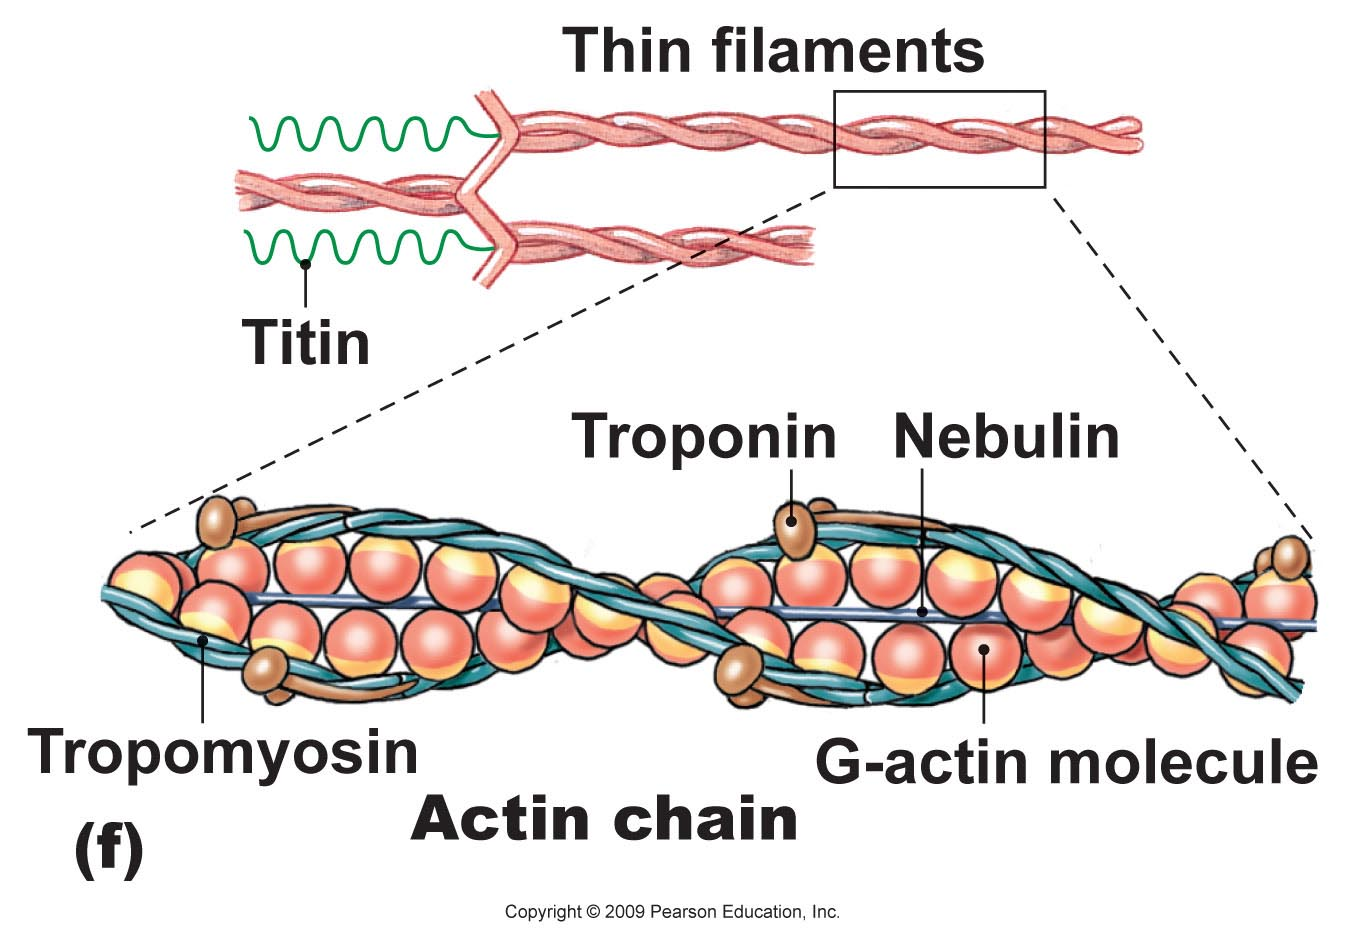 Thin filaments
Titin
Troponin
Nebulin
Tropomyosin
G-actin molecule
Actin chain
(f)
Copyright © 2009 Pearson Education, Inc.